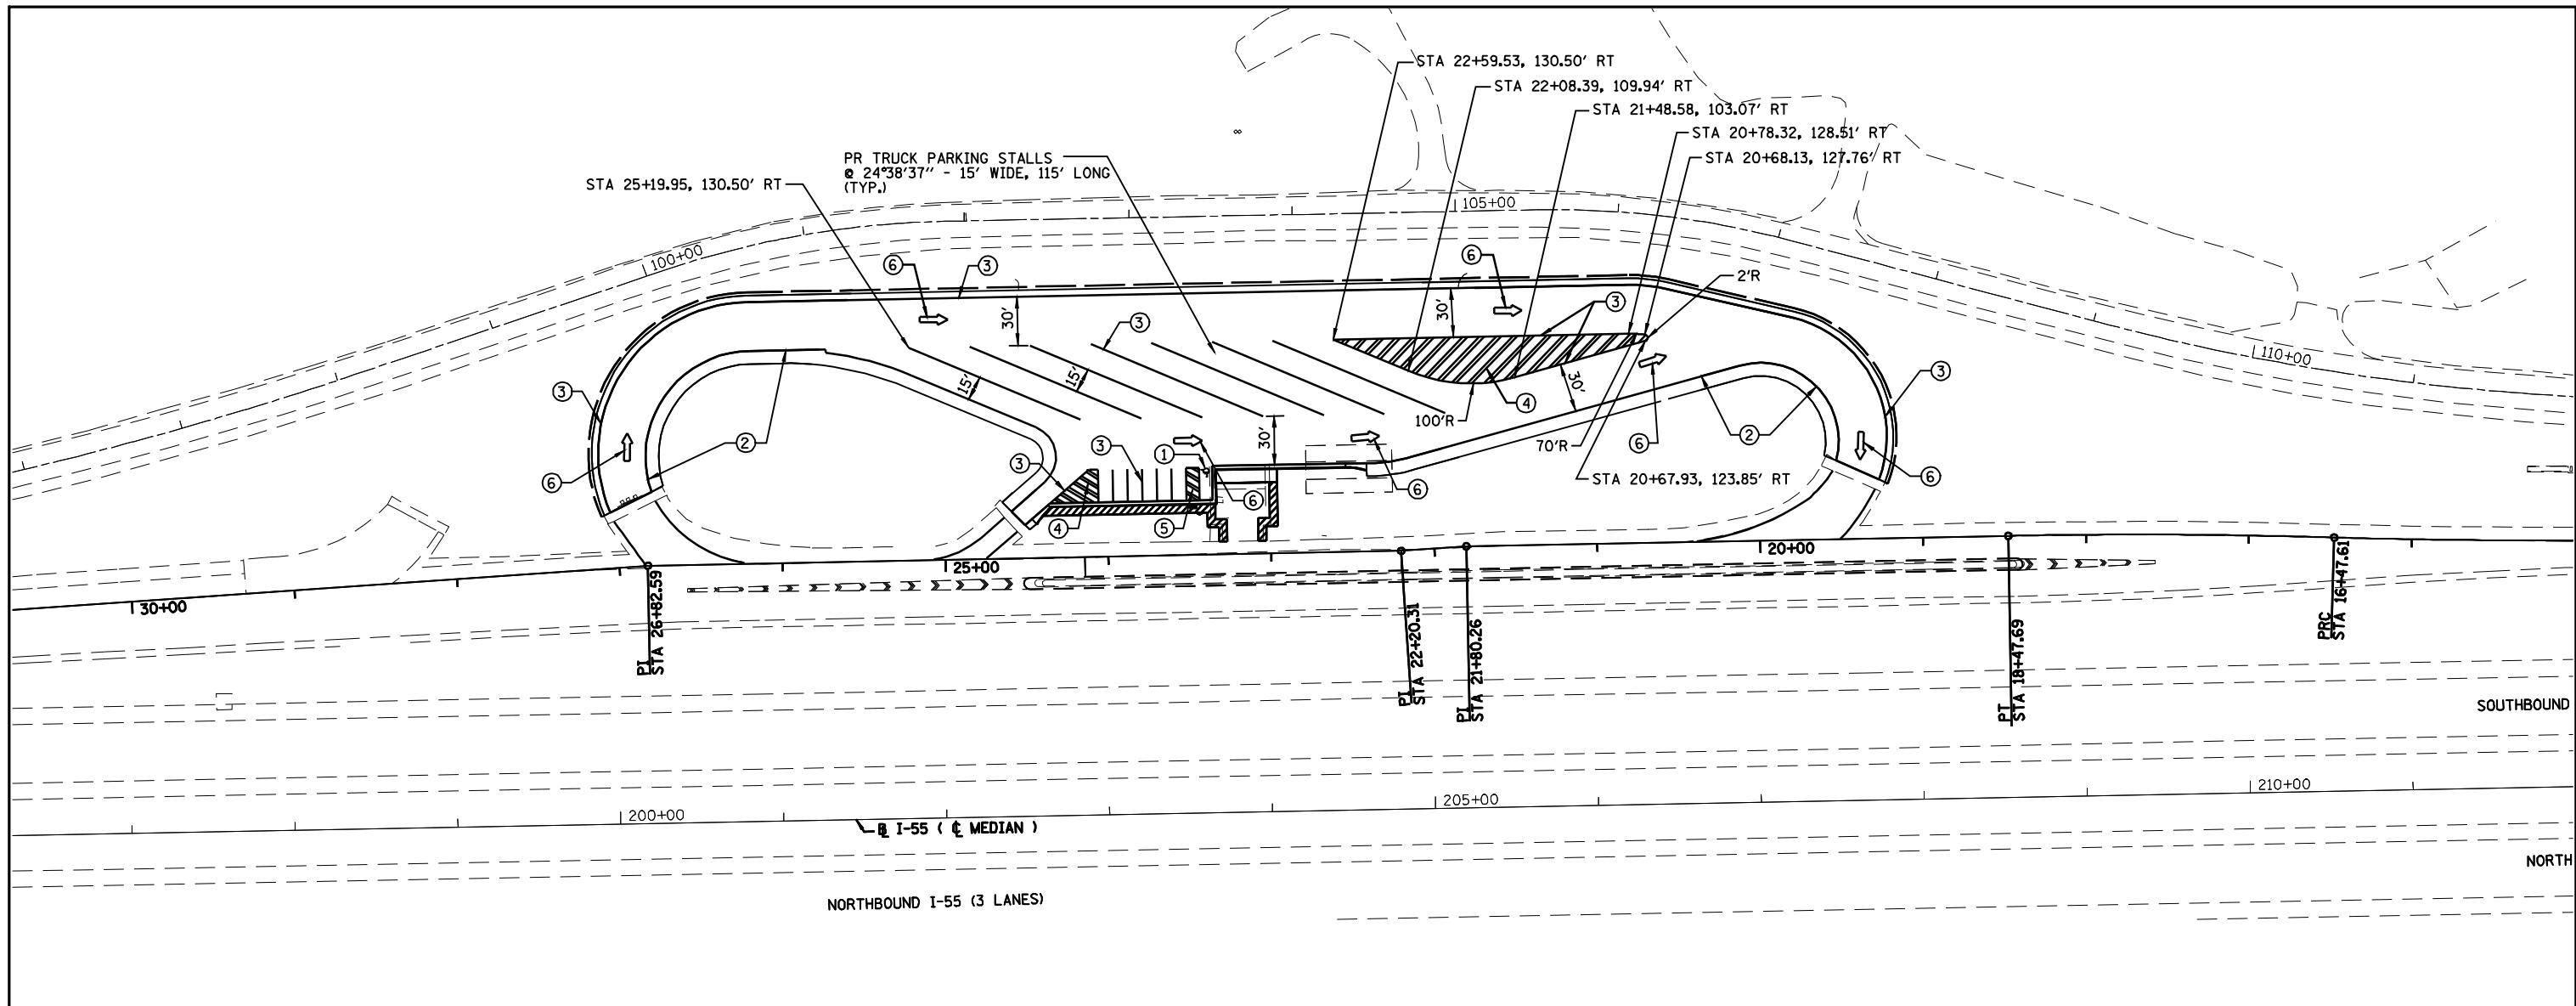 STA 22+59.53, 130.50' RT
STA 22+08.39, 109.94' RT
STA 21+48.58, 103.07' RT
STA 20+78.32, 128.51' RT
STA 20+68.13, 127.76' RT
PR TRUCK PARKING STALLS
@ 24°38'37" - 15' WIDE, 115' LONG
(TYP.)
STA 25+19.95, 130.50' RT
105+00
100+00
6
3
6
2'R
30'
30'
3
3
110+00
3
3
15'
15'
30'
4
6
100'R
2
3
1
30'
70'R
6
2
6
3
6
STA 20+67.93, 123.85' RT
6
6
4
5
25+00
20+00
30+00
PI
STA 26+82.59
PI
STA 22+20.31
PI
STA 21+80.26
PT
STA 18+47.69
PRC
STA 16+47.61
SOUTHBOUND
200+00
205+00
210+00
B I-55 ( C MEDIAN )
NORTH
NORTHBOUND I-55 (3 LANES)